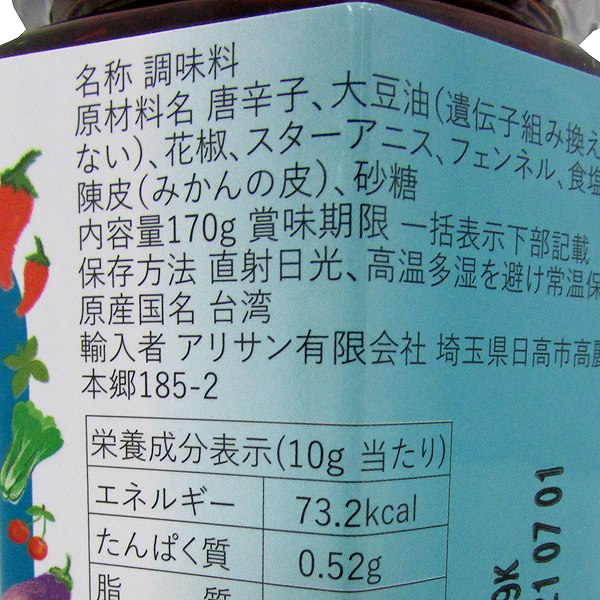 名称 調味料
原材料名 唐辛子、大豆油(遺伝子組み換え
ない)、花椒、スターアニス、フェンネル、食塩
陳皮(みかんの皮)、砂糖
内容量170g 賞味期限 一括表示下部記載
保存方法 直射日光、高温多湿を避け常温保
原産国名 台湾
輸入者 アリサン有限会社 埼玉県日高市高麗
本郷185-2
栄養成分表示(10g 当たり)
エネルギー 73.2kcal
たんぱく質 0.52g
脂 質
21 07 01
9K